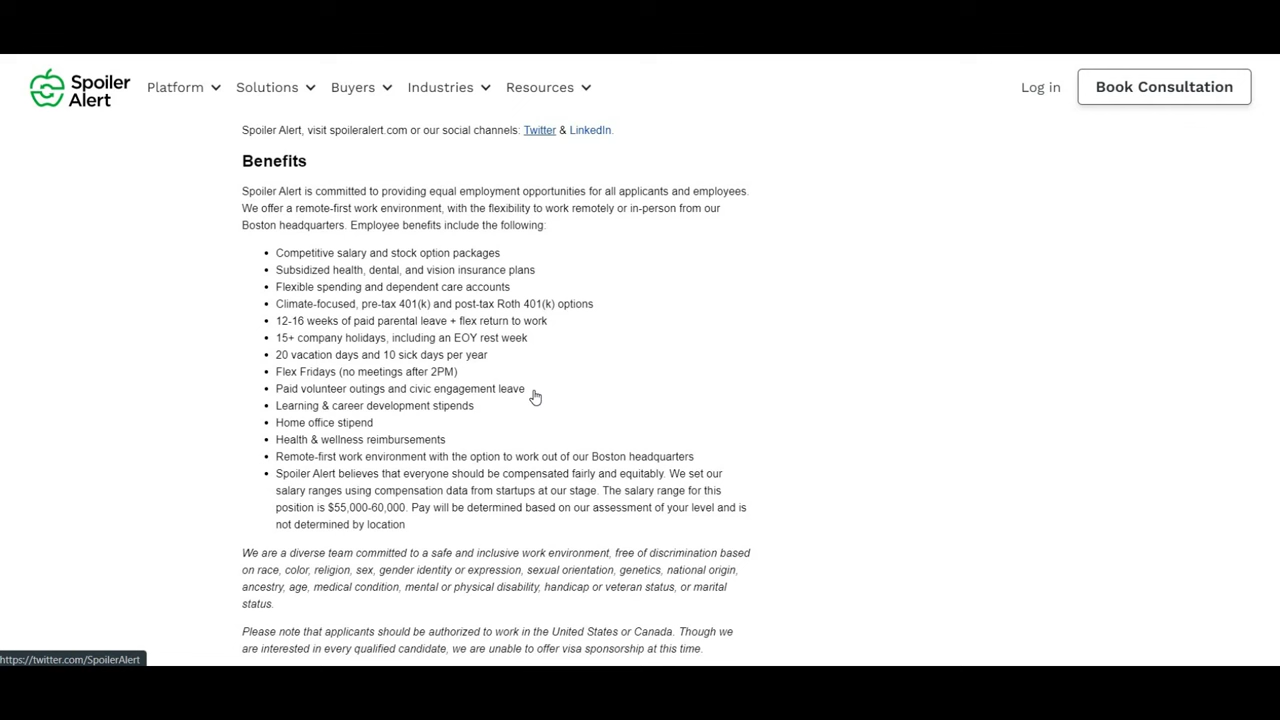 Spoiler
Alert
Platform
Solutions
Buyers
Industries
Resources
Log in
Book Consultation
Spoiler Alert, visit spoileralert.com or our social channels: Twitter & LinkedIn.
Benefits
Spoiler Alert is committed to providing equal employment opportunities for all applicants and employees.
We offer a remote-first work environment, with the flexibility to work remotely or in-person from our
Boston headquarters. Employee benefits include the following:
• Competitive salary and stock option packages
• Subsidized health, dental, and vision insurance plans
• Flexible spending and dependent care accounts
• Climate-focused, pre-tax 401(k) and post-tax Roth 401(k) options
• 12-16 weeks of paid parental leave + flex return to work
• 15+ company holidays, including an EOY rest week
• 20 vacation days and 10 sick days per year
• Flex Fridays (no meetings after 2PM)
• Paid volunteer outings and civic engagement leave
• Learning & career development stipends
• Home office stipend
• Health & wellness reimbursements
• Remote-first work environment with the option to work out of our Boston headquarters
• Spoiler Alert believes that everyone should be compensated fairly and equitably. We set our
salary ranges using compensation data from startups at our stage. The salary range for this
position is $55,000-60,000. Pay will be determined based on our assessment of your level and is
not determined by location
We are a diverse team committed to a safe and inclusive work environment, free of discrimination based
on race, color, religion, sex, gender identity or expression, sexual orientation, genetics, national origin,
ancestry, age, medical condition, mental or physical disability, handicap or veteran status, or marital
status.
Please note that applicants should be authorized to work in the United States or Canada. Though we
are interested in every qualified candidate, we are unable to offer visa sponsorship at this time.
https://twitter.com/SpoilerAlert